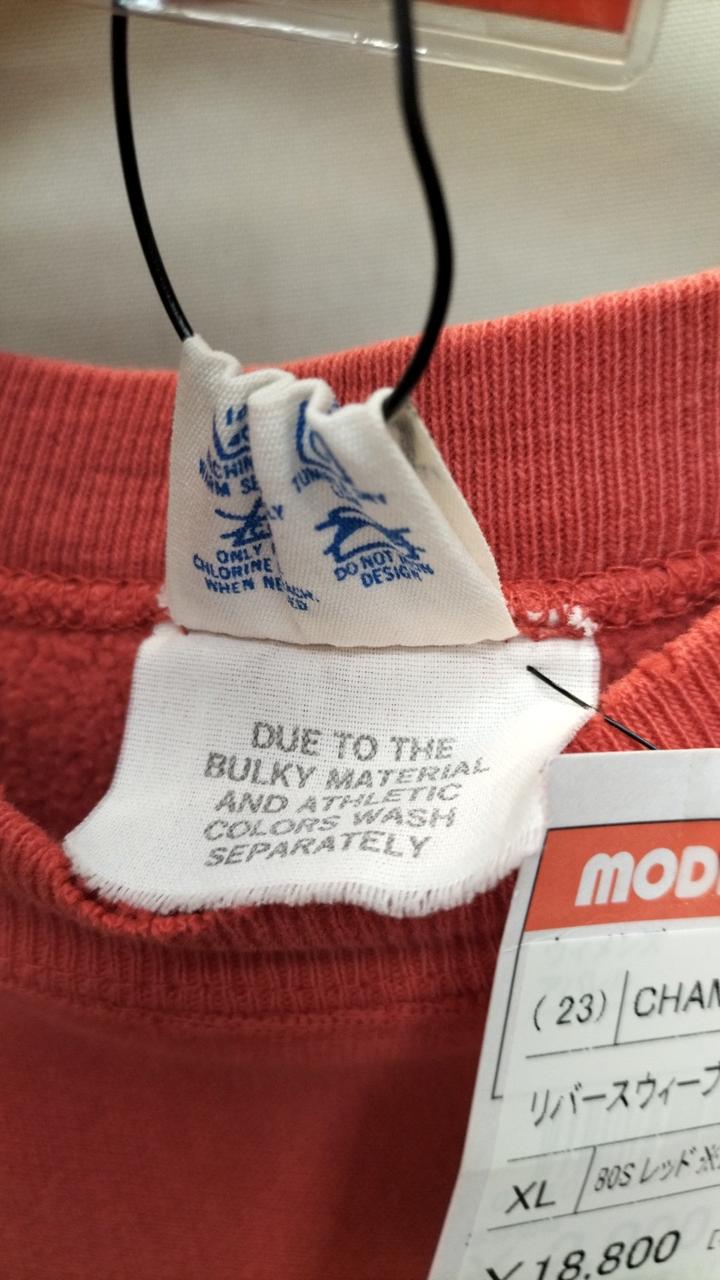 ONLY
CHLORINE
WHEN
DO NOT
DESIGN
DUE TO THE
BULKY MATERIAL
AND ATHLETIC
COLORS WASH
SEPARATELY
(23) CHAM
リバースウィーブ
XL 80S レッド
¥18,800